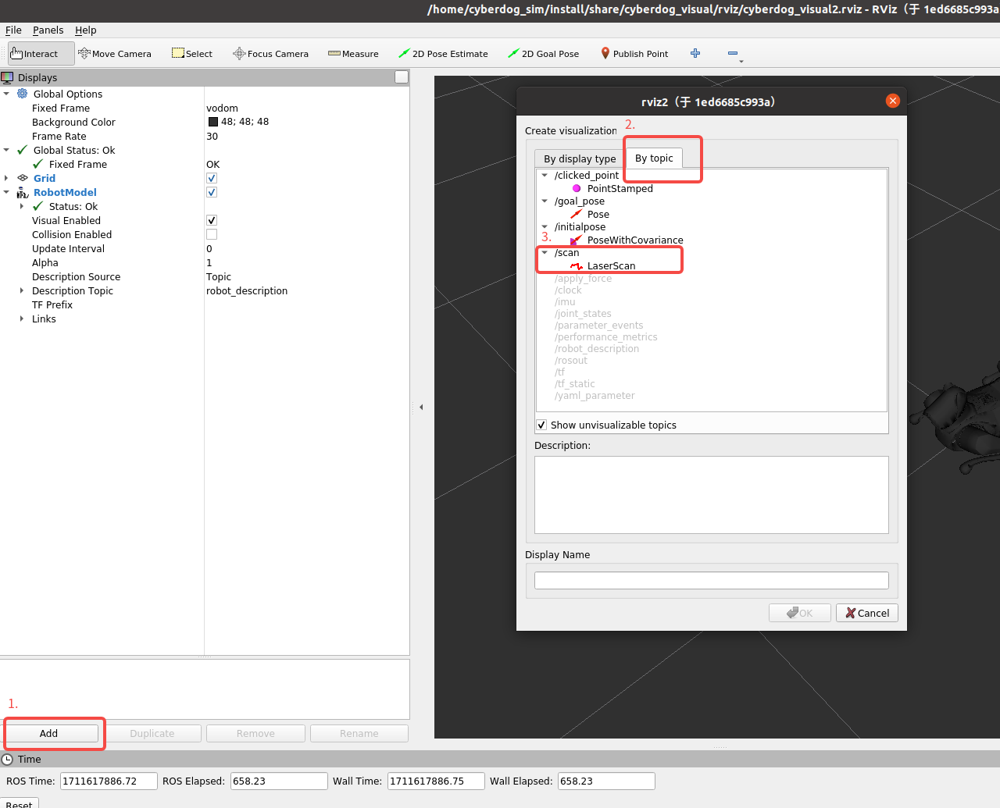 /home/cyberdog_sim/install/share/cyberdog_visual/rviz/cyberdog_visual2.rviz - RViz（于 1ed6685c993a
File Panels Help
Interact Move Camera Select Focus Camera Measure 2D Pose Estimate 2D Goal Pose Publish Point
Displays
Global Options
Fixed Frame vodom
Background Color 48; 48; 48
Frame Rate 30
Global Status: Ok
Fixed Frame OK
Grid
RobotModel
Status: Ok
Visual Enabled
Collision Enabled
Update Interval 0
Alpha 1
Description Source Topic
Description Topic robot_description
TF Prefix
Links
1.
Add Duplicate Remove Rename
rviz2（于 1ed6685c993a）
Create visualization
2.
By display type By topic
/clicked_point
PointStamped
/goal_pose
Pose
/initialpose
PoseWithCovariance
3.
/scan
LaserScan
/apply_force
/clock
/imu
/joint_states
/parameter_events
/performance_metrics
/robot_description
/rosout
/tf
/tf_static
/yaml_parameter
Show unvisualizable topics
Description:
Display Name
OK Cancel
Time
ROS Time: 1711617886.72 ROS Elapsed: 658.23 Wall Time: 1711617886.75 Wall Elapsed: 658.23
Reset